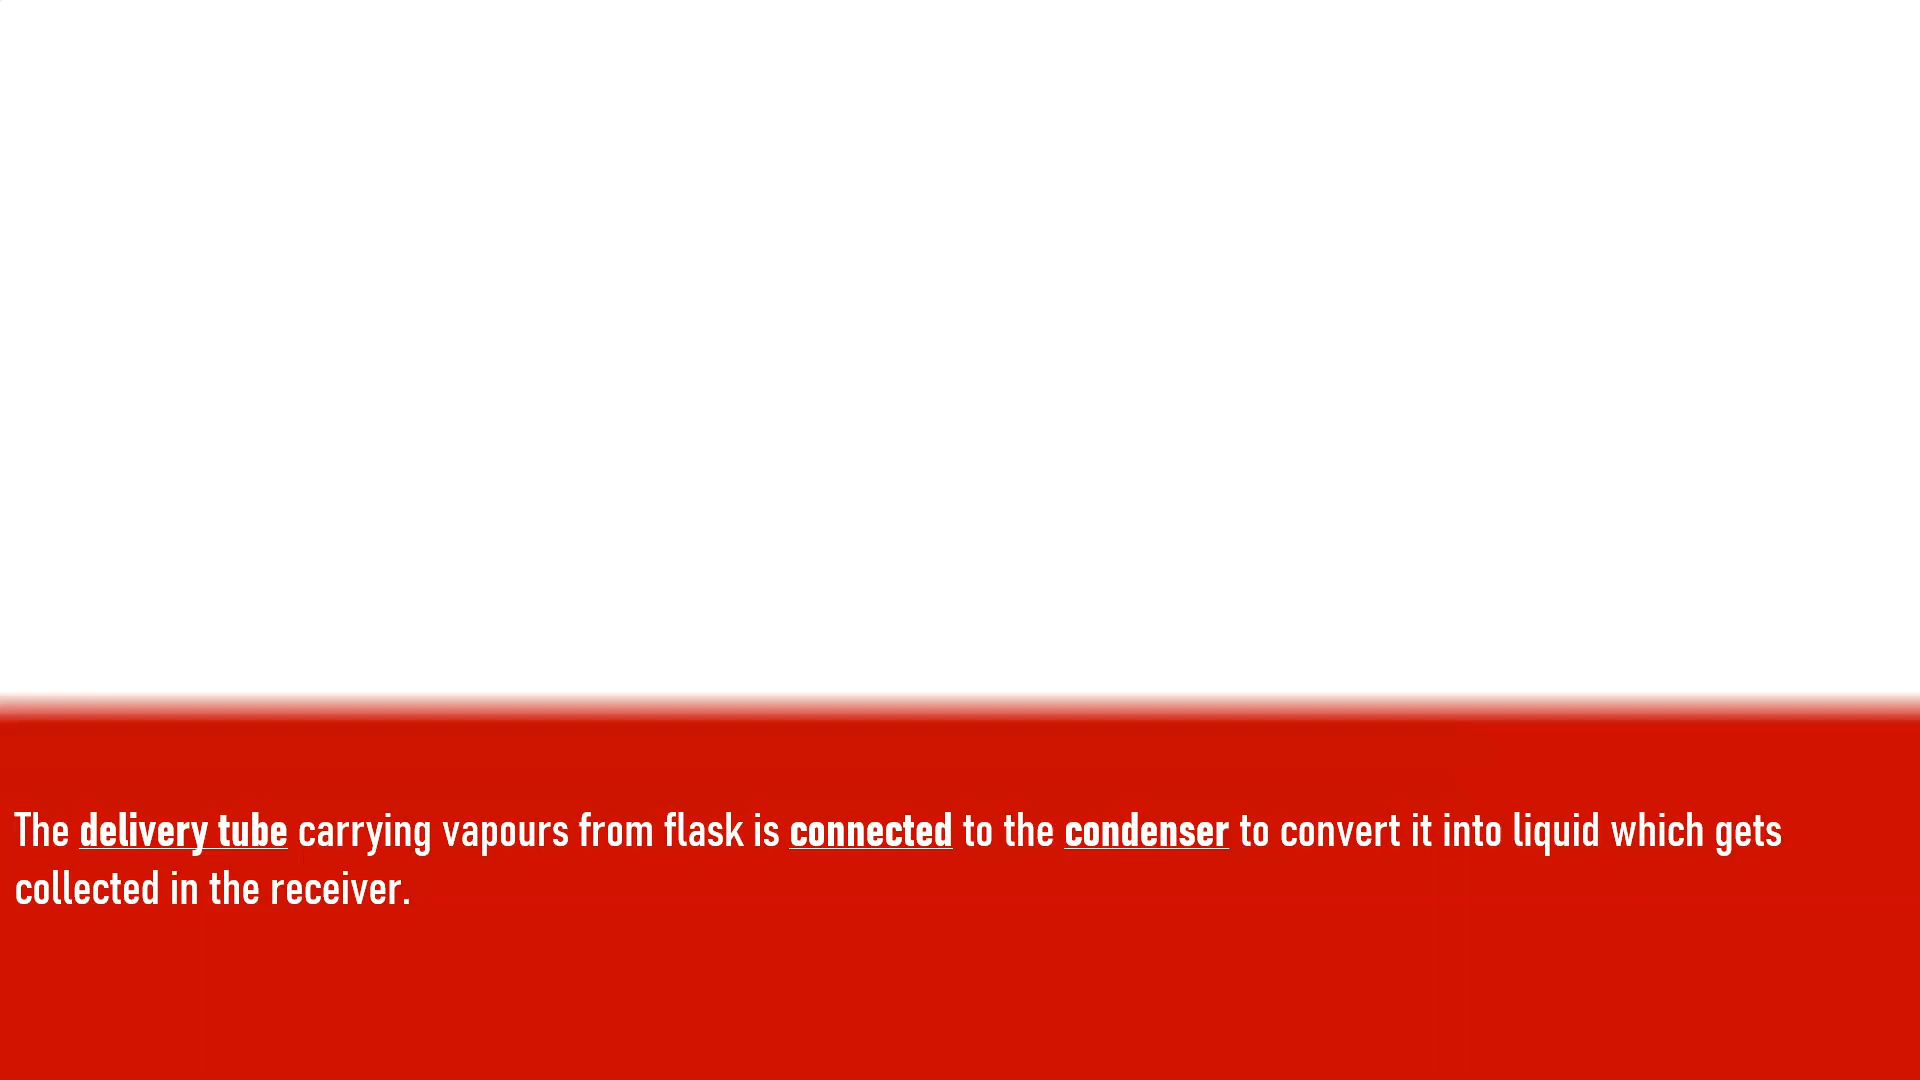 The delivery tube carrying vapours from flask is connected to the condenser to convert it into liquid which gets
collected in the receiver.